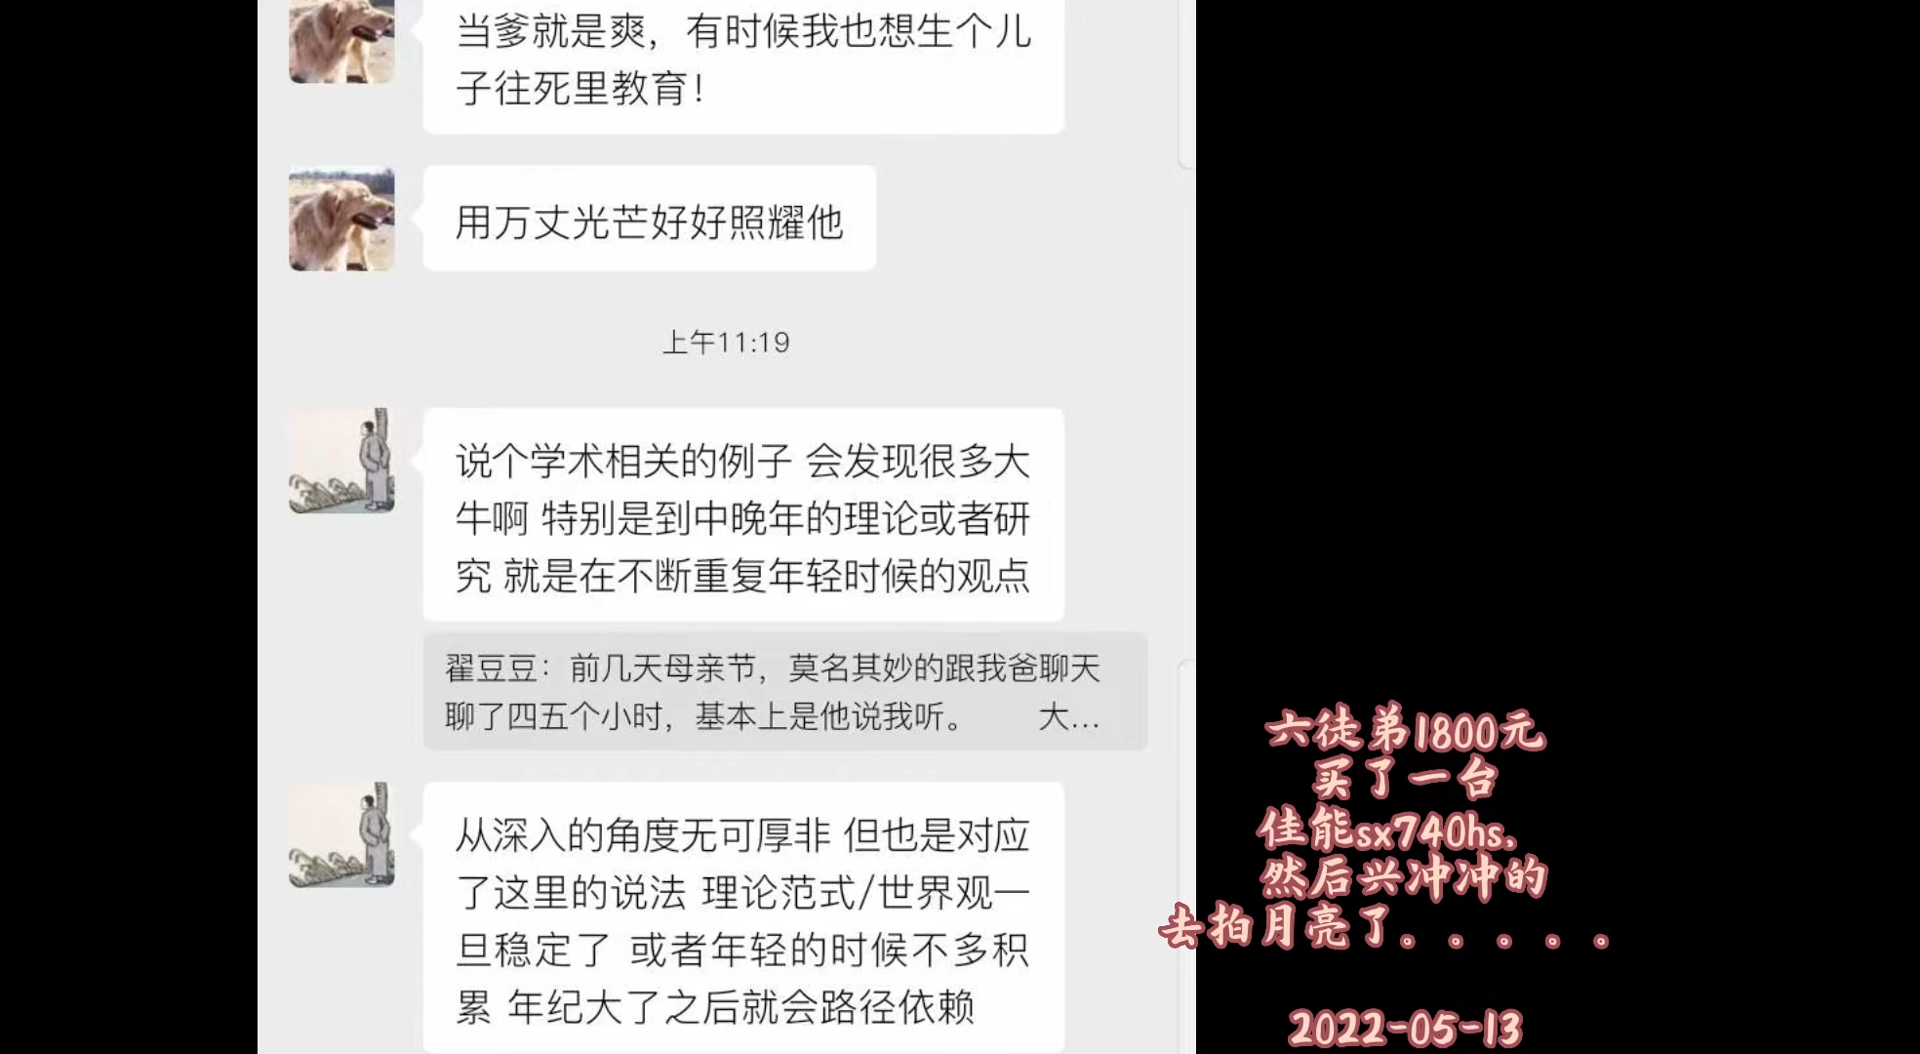 当爹就是爽，有时候我也想生个儿
子往死里教育！
用万丈光芒好好照耀他
上午11:19
说个学术相关的例子 会发现很多大
牛啊 特别是到中晚年的理论或者研
究 就是在不断重复年轻时候的观点
翟豆豆：前几天母亲节，莫名其妙的跟我爸聊天
聊了四五个小时，基本上是他说我听。 大...
从深入的角度无可厚非 但也是对应
了这里的说法 理论范式/世界观一
旦稳定了 或者年轻的时候不多积
累 年纪大了之后就会路径依赖
六徒弟1800元
买了一台
佳能sx740hs,
然后兴冲冲的
去拍月亮了。。。。。
2022-05-13